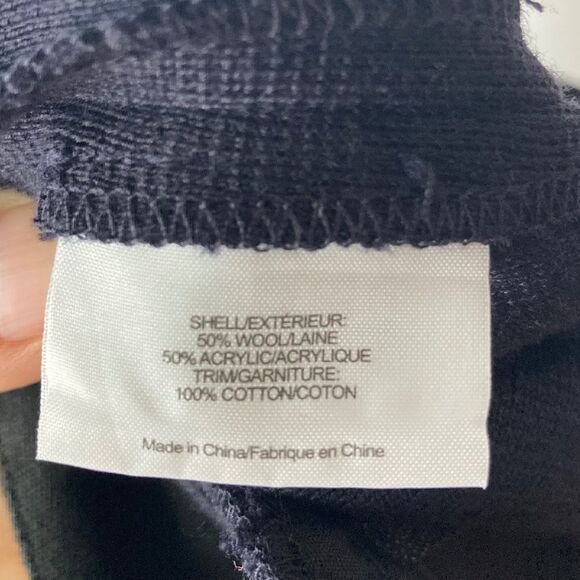 SHELL/EXTÉRIEUR:
50% WOOL/LAINE
50% ACRYLIC/ACRYLIQUE
TRIM/GARNITURE:
100% COTTON/COTON
Made in China/Fabrique en Chine